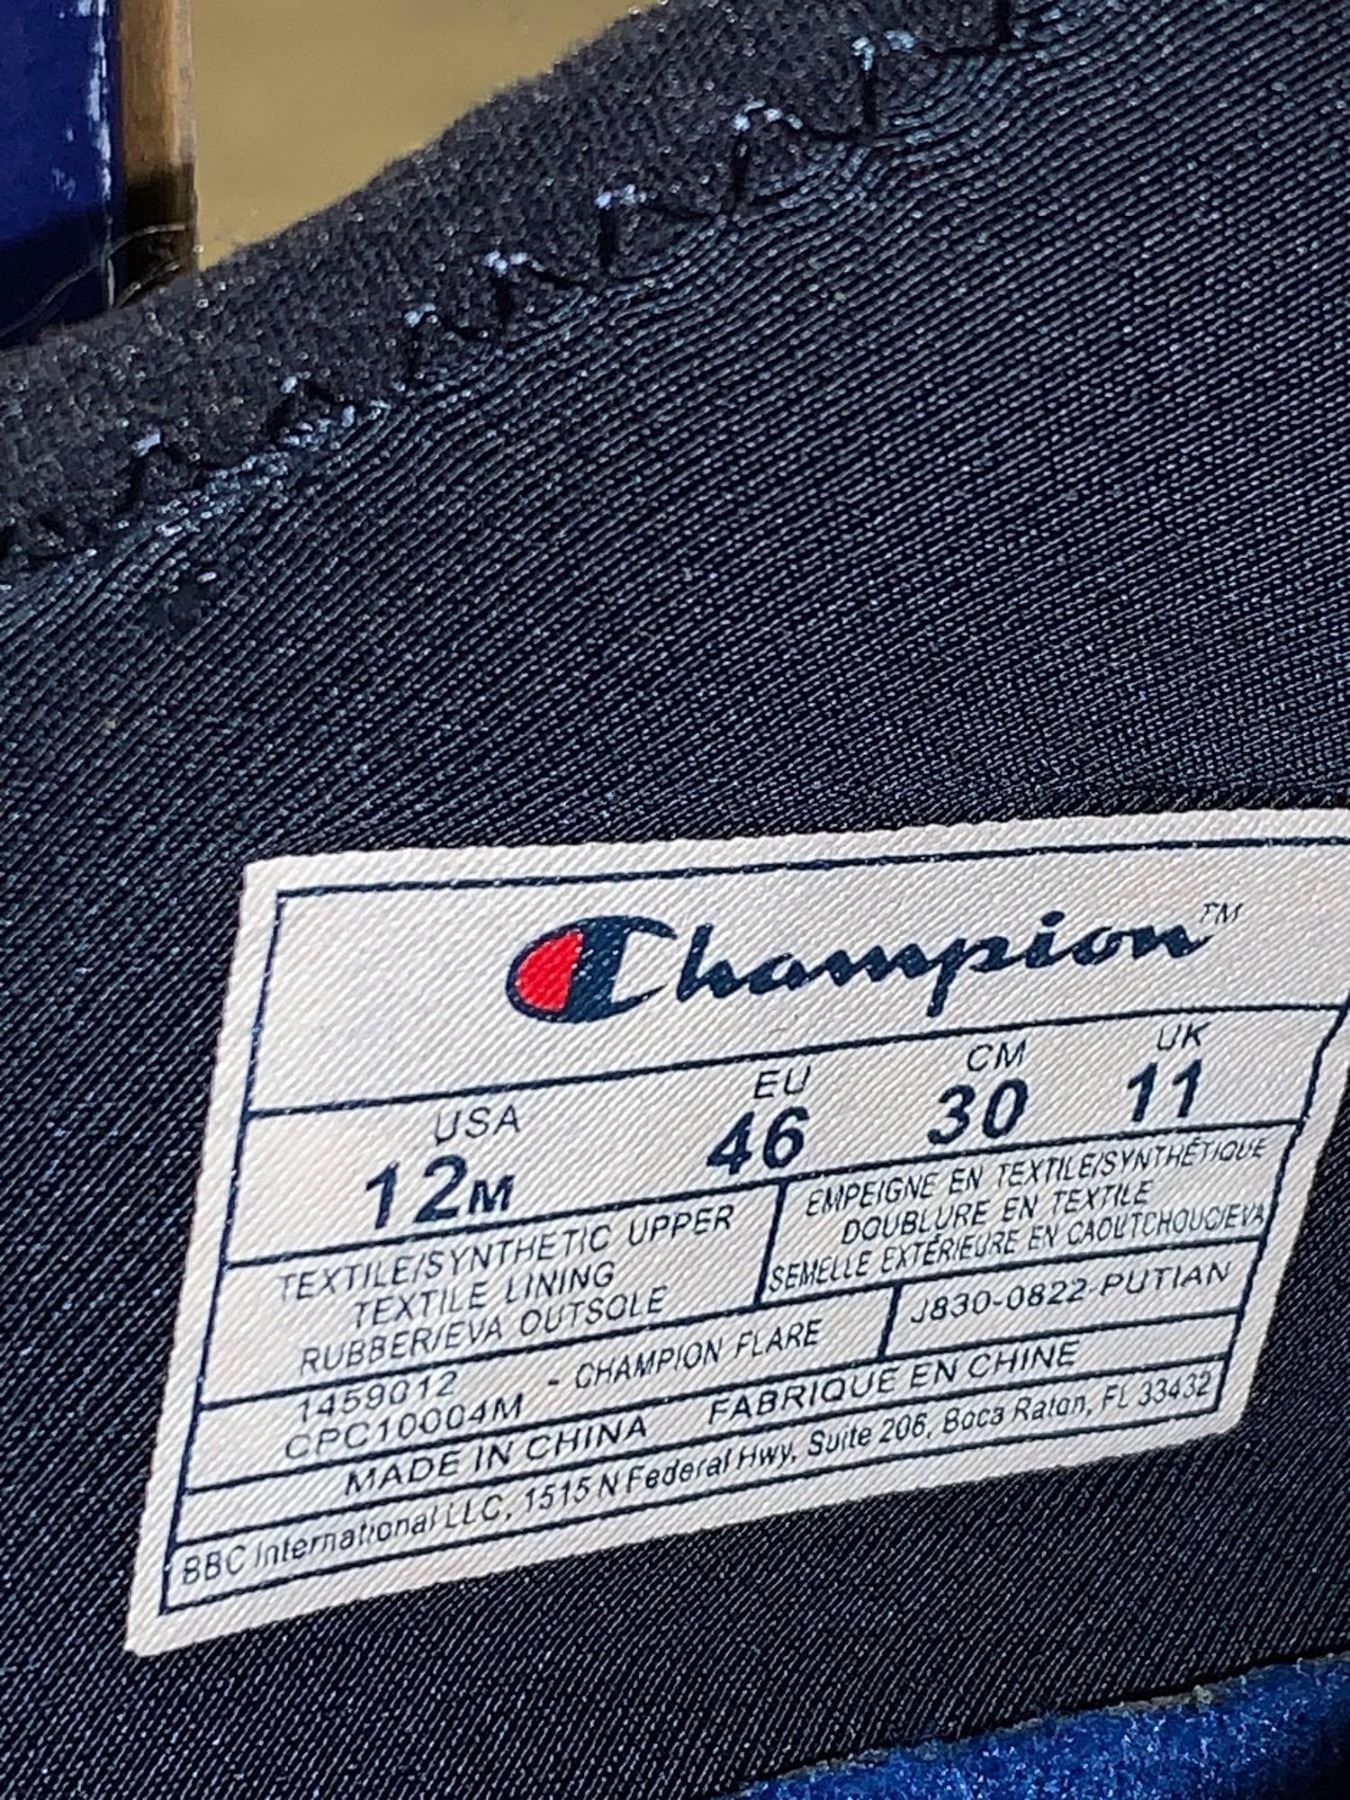 Champion™
USA EU CM UK
12M 46 30 11
TEXTILE/SYNTHETIC UPPER
TEXTILE LINING
RUBBER/EVA OUTSOLE
EMPEIGNE EN TEXTILE/SYNTHÉTIQUE
DOUBLURE EN TEXTILE
SEMELLE EXTÉRIEURE EN CAOUTCHOUC/EVA
1459012
CPC10004M
- CHAMPION FLARE
J830-0822-PUTIAN
MADE IN CHINA FABRIQUE EN CHINE
BBC International LLC, 1515 N Federal Hwy, Suite 206, Boca Raton, FL 33432